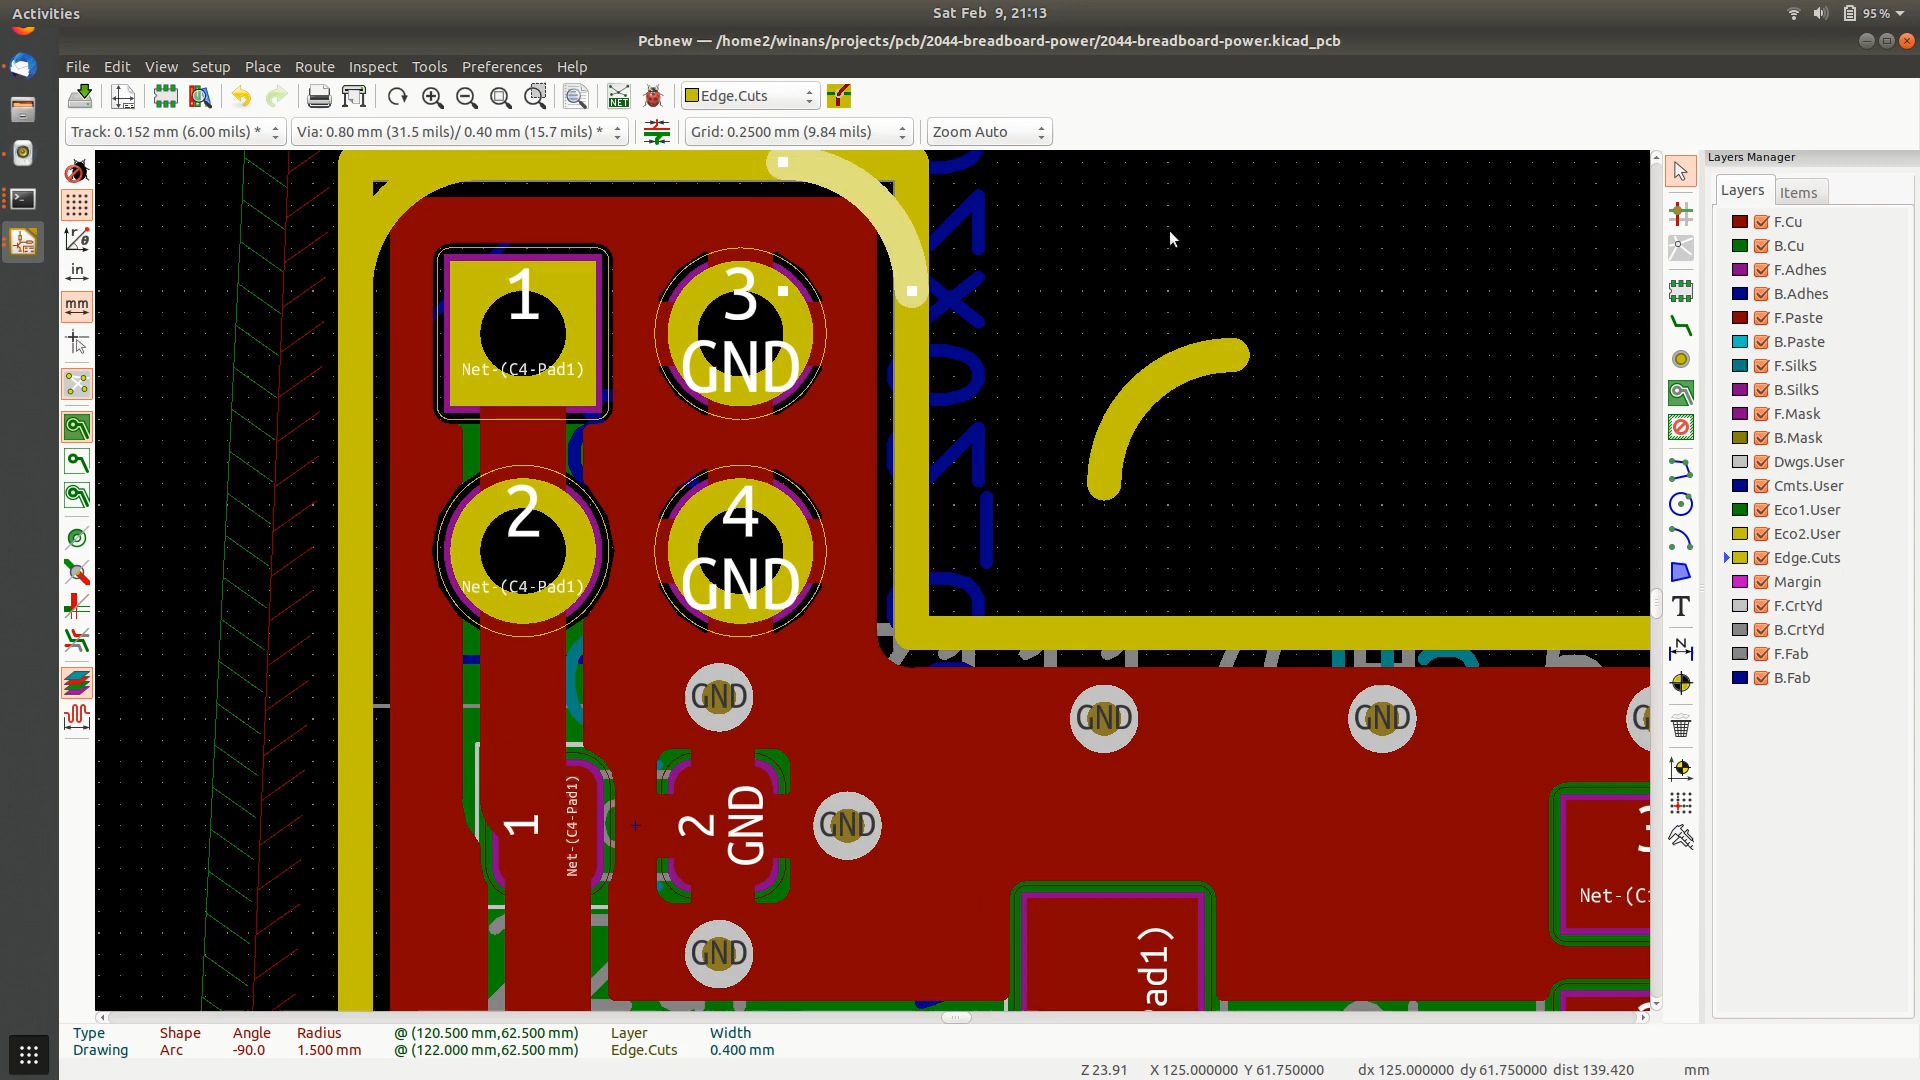 Activities
Sat Feb 9, 21:13
95 %
Pcbnew — /home2/winans/projects/pcb/2044-breadboard-power/2044-breadboard-power.kicad_pcb
File Edit View Setup Place Route Inspect Tools Preferences Help
NET
Edge.Cuts
Track: 0.152 mm (6.00 mils) *
Via: 0.80 mm (31.5 mils)/ 0.40 mm (15.7 mils) *
Grid: 0.2500 mm (9.84 mils)
Zoom Auto
Layers Manager
Layers
Items
F.Cu
B.Cu
F.Adhes
B.Adhes
F.Paste
B.Paste
F.SilkS
B.SilkS
F.Mask
B.Mask
Dwgs.User
Cmts.User
Eco1.User
Eco2.User
Edge.Cuts
Margin
F.CrtYd
B.CrtYd
F.Fab
B.Fab
in
mm
T
N
1
Net-(C4-Pad1)
3
GND
2
Net-(C4-Pad1)
4
GND
GND
GND
GND
1
Net-(C4-Pad1)
2
GND
GND
GND
ad1)
3
Type Shape Angle Radius @ (120.500 mm,62.500 mm) Layer Width
Drawing Arc -90.0 1.500 mm @ (122.000 mm,62.500 mm) Edge.Cuts 0.400 mm
Z 23.91 X 125.000000 Y 61.750000 dx 125.000000 dy 61.750000 dist 139.420 mm